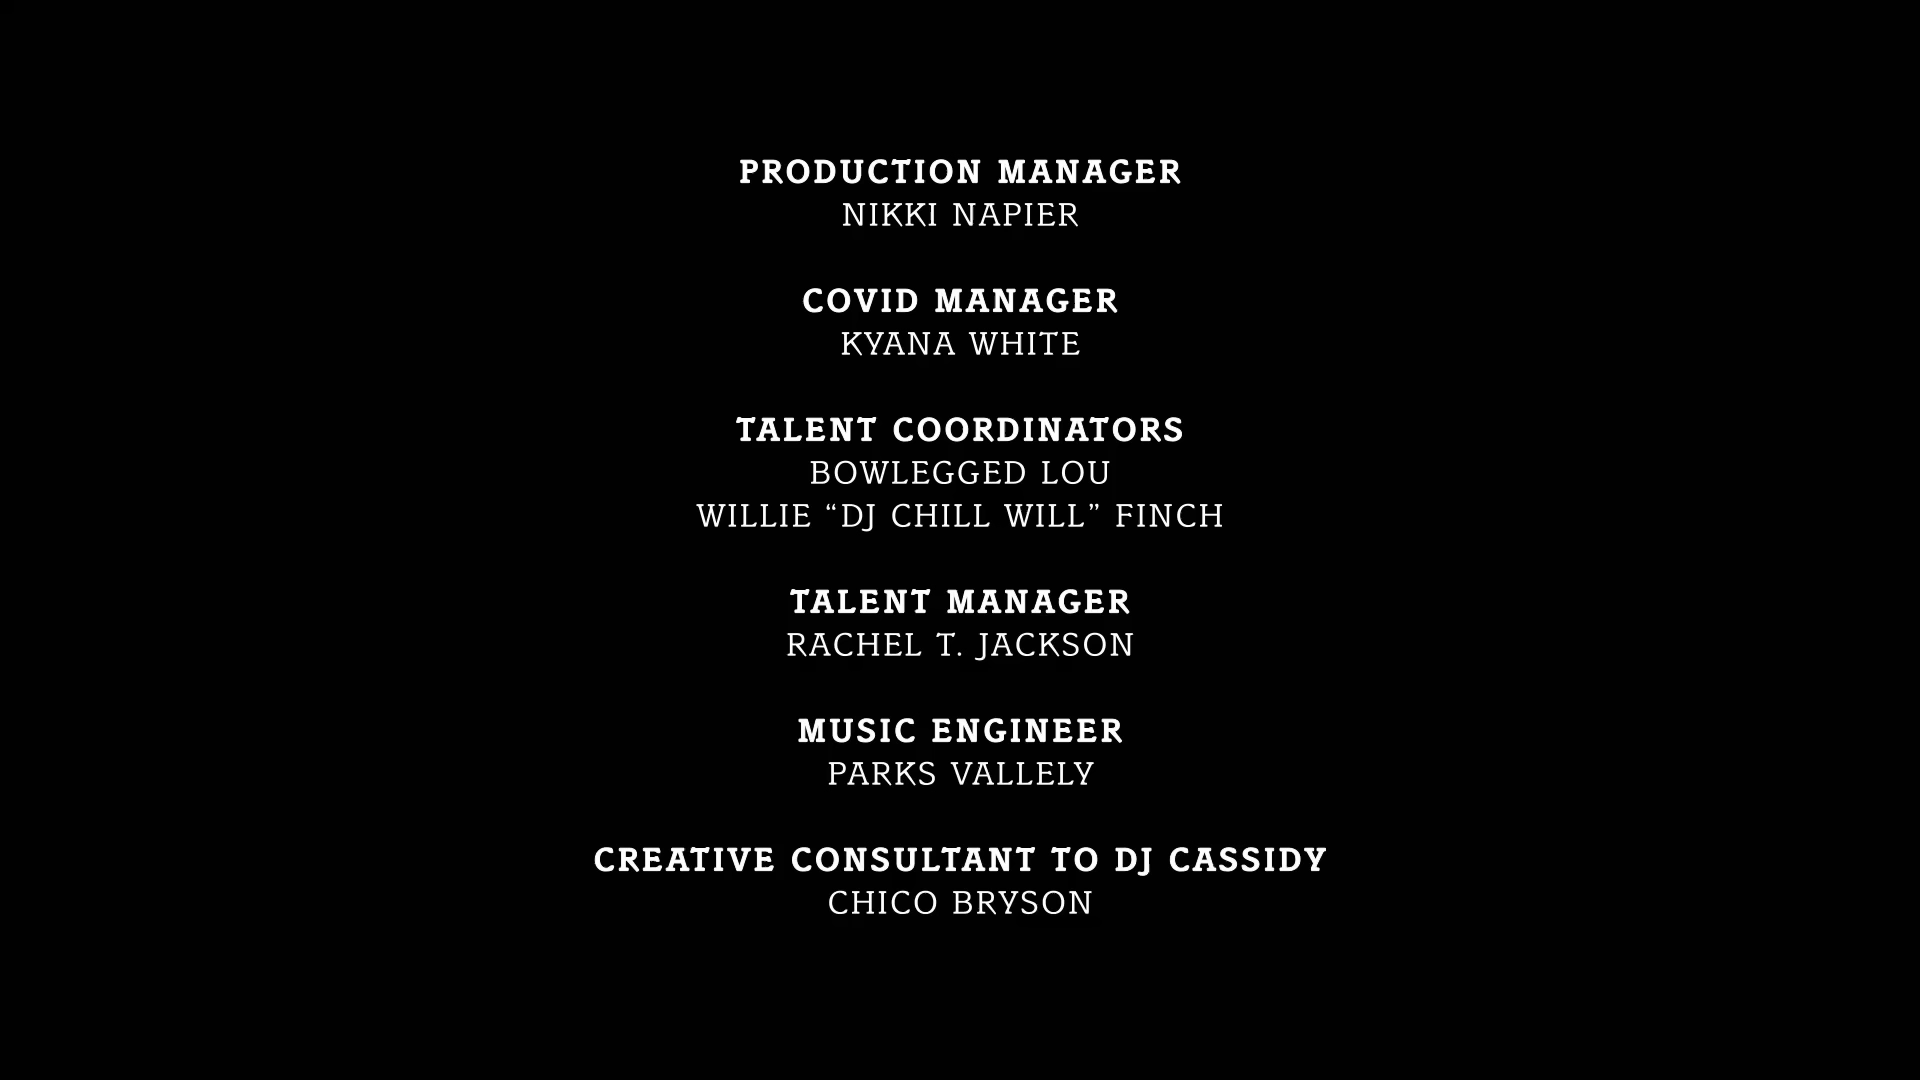 PRODUCTION MANAGER
NIKKI NAPIER
COVID MANAGER
KYANA WHITE
TALENT COORDINATORS
BOWLEGGED LOU
WILLIE “DJ CHILL WILL” FINCH
TALENT MANAGER
RACHEL T. JACKSON
MUSIC ENGINEER
PARKS VALLELY
CREATIVE CONSULTANT TO DJ CASSIDY
CHICO BRYSON